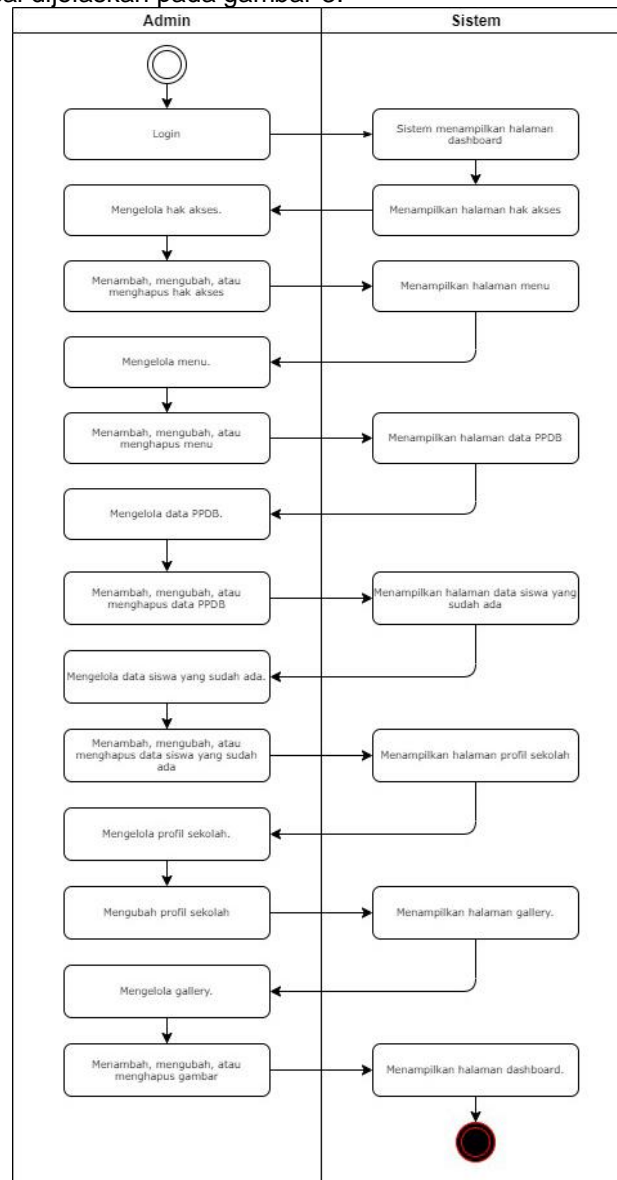 dijelaskan pada gambar
Admin
Sistem
Login
Sistem menampilkan halaman
dashboard
Mengelola hak akses.
Menampilkan halaman hak akses
Menambah, mengubah, atau
menghapus hak akses
Menampilkan halaman menu
Mengelola menu.
Menambah, mengubah, atau
menghapus menu
Menampilkan halaman data PPDB
Mengelola data PPDB.
Menambah, mengubah, atau
menghapus data PPDB
Menampilkan halaman data siswa yang
sudah ada
Mengelola data siswa yang sudah ada.
Menambah, mengubah, atau
menghapus data siswa yang sudah
ada
Menampilkan halaman profil sekolah
Mengelola profil sekolah.
Mengubah profil sekolah
Menampilkan halaman gallery.
Mengelola gallery.
Menambah, mengubah, atau
menghapus gambar
Menampilkan halaman dashboard.